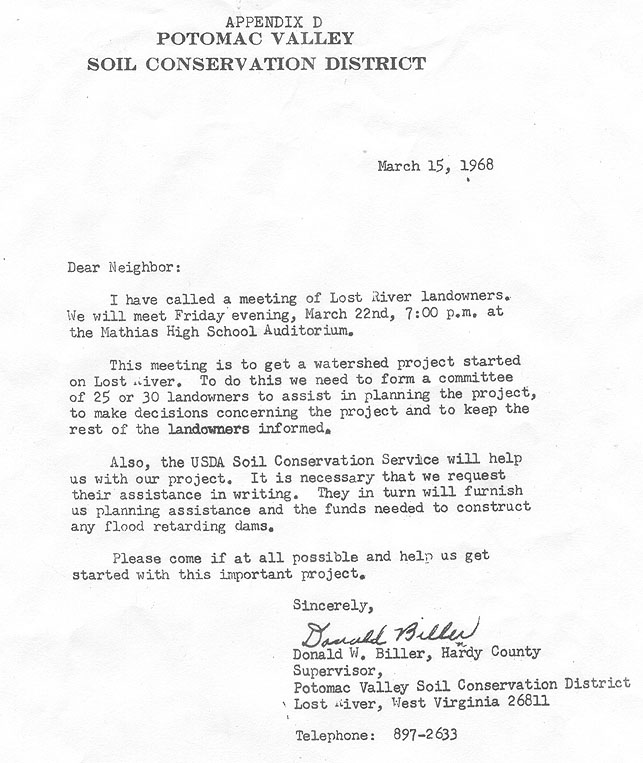 APPENDIX D
POTOMAC VALLEY
SOIL CONSERVATION DISTRICT
March 15, 1968
Dear Neighbor:
I have called a meeting of Lost River landowners.
We will meet Friday evening, March 22nd, 7:00 p.m. at
the Mathias High School Auditorium.
This meeting is to get a watershed project started
on Lost River. To do this we need to form a committee
of 25 or 30 landowners to assist in planning the project,
to make decisions concerning the project and to keep the
rest of the landowners informed.
Also, the USDA Soil Conservation Service will help
us with our project. It is necessary that we request
their assistance in writing. They in turn will furnish
us planning assistance and the funds needed to construct
any flood retarding dams.
Please come if at all possible and help us get
started with this important project.
Sincerely,
Donald Biller
Donald W. Biller, Hardy County
Supervisor,
Potomac Valley Soil Conservation District
Lost River, West Virginia 26811
Telephone: 897-2633